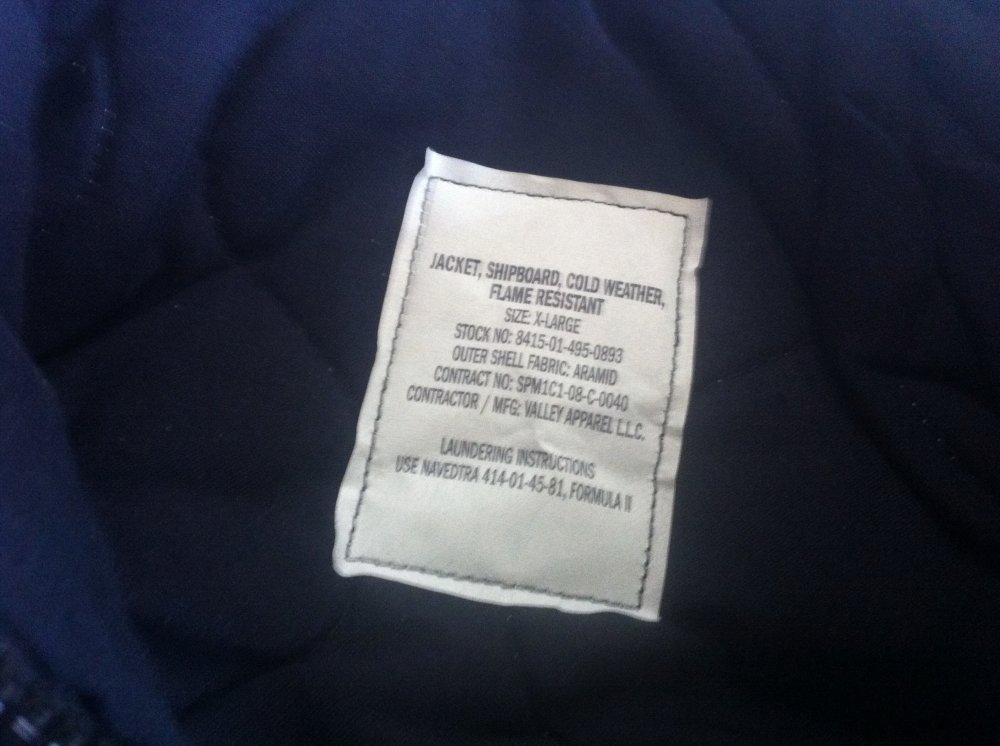 JACKET, SHIPBOARD, COLD WEATHER,
FLAME RESISTANT
SIZE: X-LARGE
STOCK NO: 8415-01-495-0893
OUTER SHELL FABRIC: ARAMID
CONTRACT NO: SPM1C1-08-C-0040
CONTRACTOR / MFG: VALLEY APPAREL L.L.C.
LAUNDERING INSTRUCTIONS
USE NAVEDTRA 414-01-45-81, FORMULA II